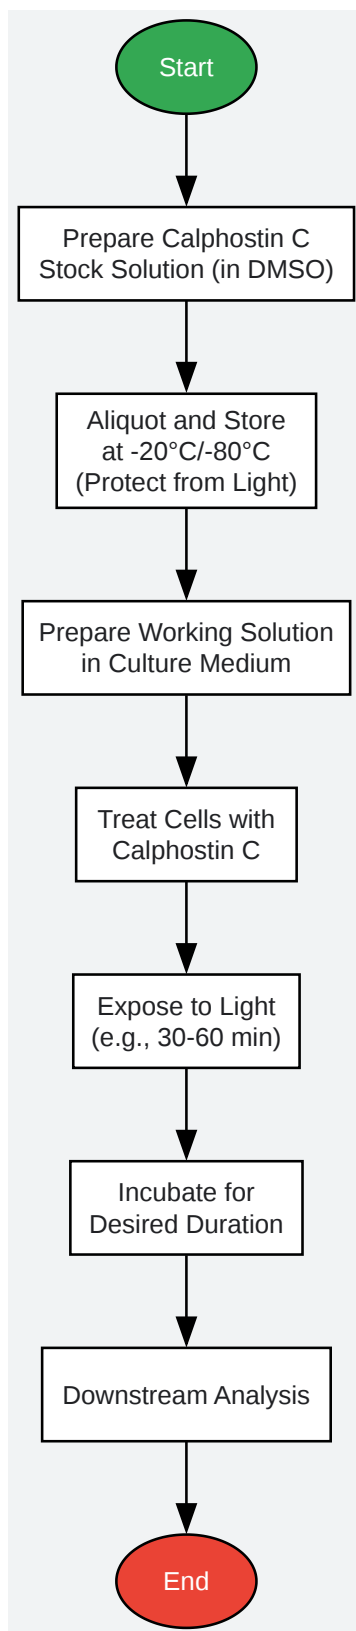 Start
Prepare Calphostin C
Stock Solution (in DMSO)
Aliquot and Store
at -20°C/-80°C
(Protect from Light)
Prepare Working Solution
in Culture Medium
Treat Cells with
Calphostin C
Expose to Light
(e.g., 30-60 min)
Incubate for
Desired Duration
Downstream Analysis
End